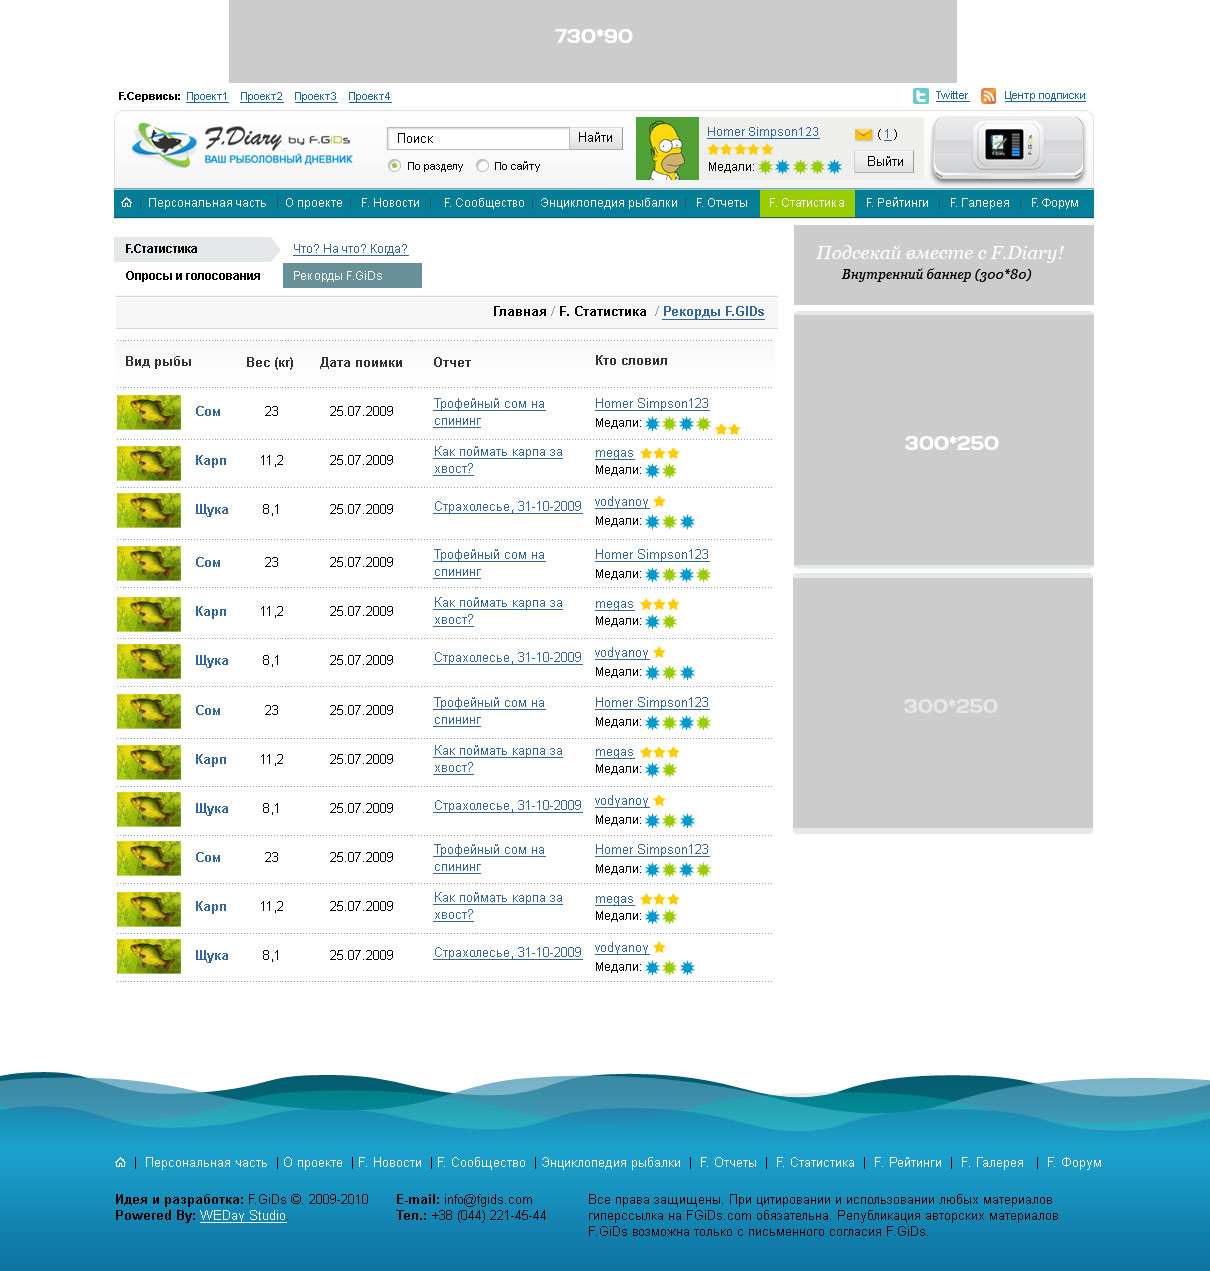 730*90
F.Сервисы: Проект1 Проект2 Проект3 Проект4
Twitter Центр подписки
F.Diary by F.GiDs
ВАШ РЫБОЛОВНЫЙ ДНЕВНИК
Поиск Найти
По разделу По сайту
Homer Simpson123
(1)
Медали:
Выйти
Персональная часть О проекте F. Новости F. Сообщество Энциклопедия рыбалки F. Отчеты F. Статистика F. Рейтинги F. Галерея F. Форум
F.Статистика Что? На что? Когда?
Опросы и голосования Рекорды F.GiDs
Подсекай вместе с F.Diary!
Внутренний баннер (300*80)
Главная / F. Статистика / Рекорды F.GIDs
Вид рыбы Вес (кг) Дата поимки Отчет Кто словил
Сом 23 25.07.2009 Трофейный сом на Homer Simpson123
спининг Медали:
Карп 11,2 25.07.2009 Как поймать карпа за megas
хвост? Медали:
Щука 8,1 25.07.2009 Страхолесье, 31-10-2009 vodyanoy
Медали:
Сом 23 25.07.2009 Трофейный сом на Homer Simpson123
спининг Медали:
Карп 11,2 25.07.2009 Как поймать карпа за megas
хвост? Медали:
Щука 8,1 25.07.2009 Страхолесье, 31-10-2009 vodyanoy
Медали:
Сом 23 25.07.2009 Трофейный сом на Homer Simpson123
спининг Медали:
Карп 11,2 25.07.2009 Как поймать карпа за megas
хвост? Медали:
Щука 8,1 25.07.2009 Страхолесье, 31-10-2009 vodyanoy
Медали:
Сом 23 25.07.2009 Трофейный сом на Homer Simpson123
спининг Медали:
Карп 11,2 25.07.2009 Как поймать карпа за megas
хвост? Медали:
Щука 8,1 25.07.2009 Страхолесье, 31-10-2009 vodyanoy
Медали:
300*250
300*250
Персональная часть О проекте F. Новости F. Сообщество Энциклопедия рыбалки F. Отчеты F. Статистика F. Рейтинги F. Галерея F. Форум
Идея и разработка: F.GiDs ©. 2009-2010
Powered By: WEDay Studio
E-mail: info@fgids.com
Тел.: +38 (044) 221-45-44
Все права защищены. При цитировании и использовании любых материалов
гиперссылка на FGiDs.com обязательна. Републикация авторских материалов
F.GiDs возможна только с письменного согласия F.GiDs.